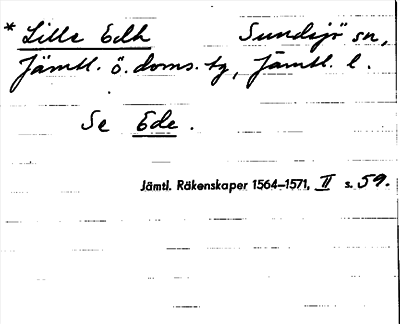 * Lille Edh Sundsjö sn,
Jämtl. ö. doms. tg, Jämtl. l.
Se Ede.
Jämtl. Räkenskaper 1564–1571, II s. 59.